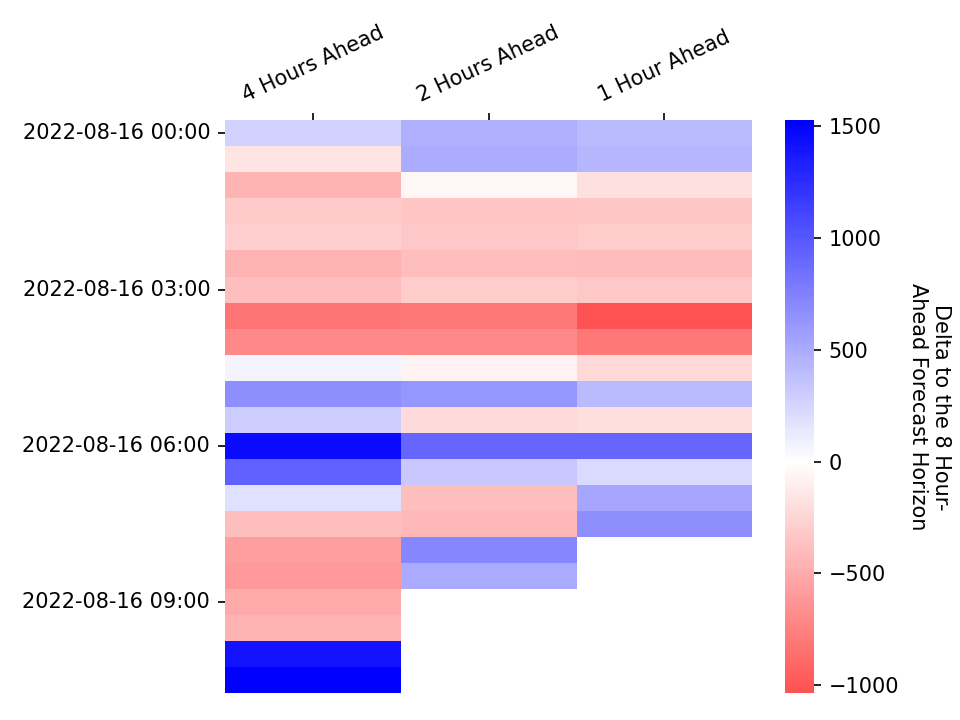 4 Hours Ahead
2 Hours Ahead
1 Hour Ahead
2022-08-16 00:00
2022-08-16 03:00
2022-08-16 06:00
2022-08-16 09:00
1500
1000
500
0
−500
−1000
Delta to the 8 Hour-
Ahead Forecast Horizon